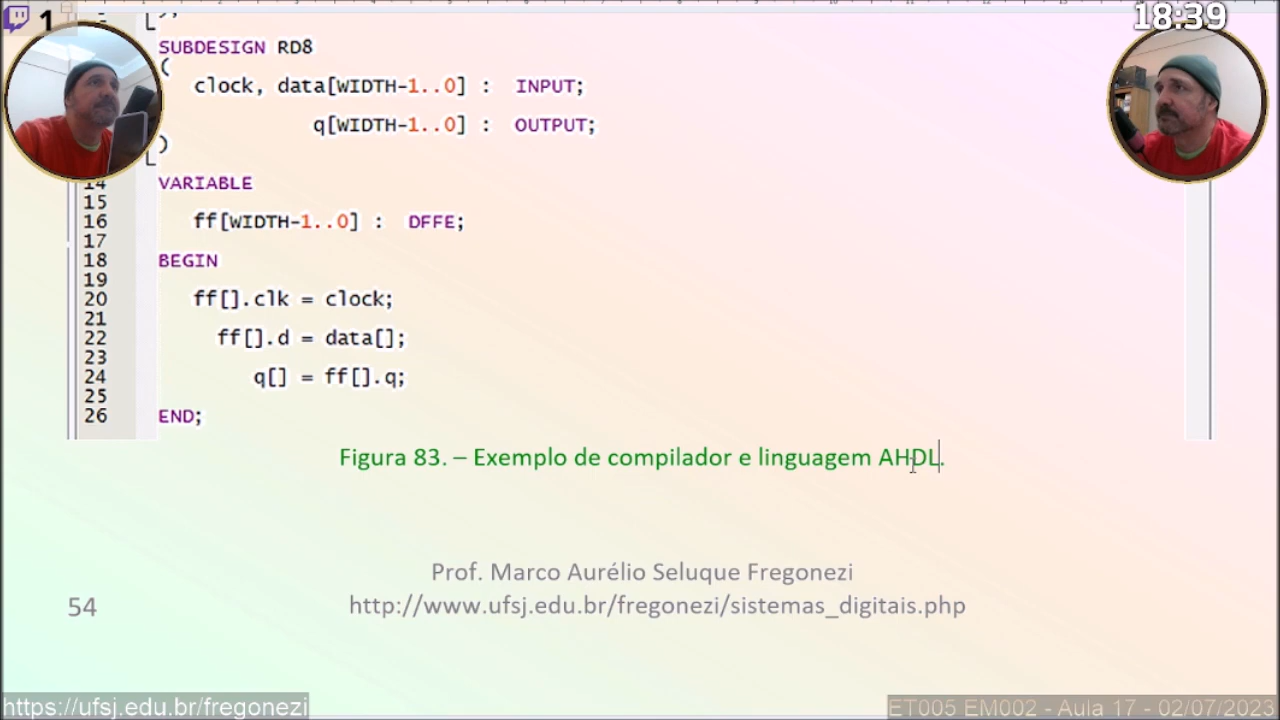 1
18:39
SUBDESIGN RD8
(
clock, data[WIDTH-1..0] : INPUT;
q[WIDTH-1..0] : OUTPUT;
)
14 VARIABLE
15
16 ff[WIDTH-1..0] : DFFE;
17
18 BEGIN
19
20 ff[].clk = clock;
21
22 ff[].d = data[];
23
24 q[] = ff[].q;
25
26 END;
Figura 83. – Exemplo de compilador e linguagem AHDL.
Prof. Marco Aurélio Seluque Fregonezi
54 http://www.ufsj.edu.br/fregonezi/sistemas_digitais.php
https://ufsj.edu.br/fregonezi
ET005 EM002 - Aula 17 - 02/07/2023